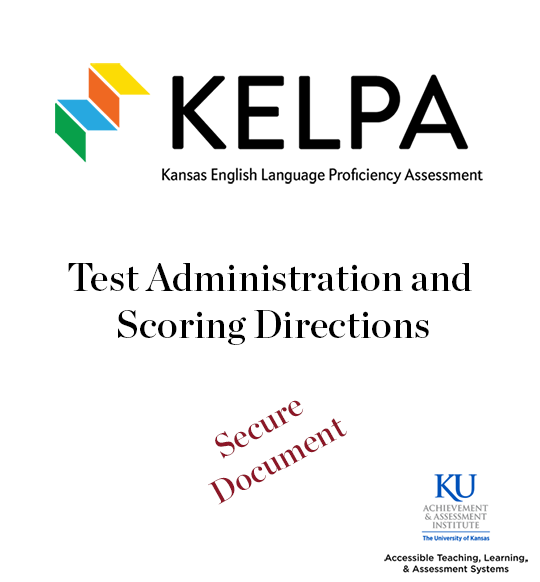 KELPA
Kansas English Language Proficiency Assessment
Test Administration and
Scoring Directions
Secure
Document
KU
ACHIEVEMENT
& ASSESSMENT
INSTITUTE
The University of Kansas
Accessible Teaching, Learning,
& Assessment Systems